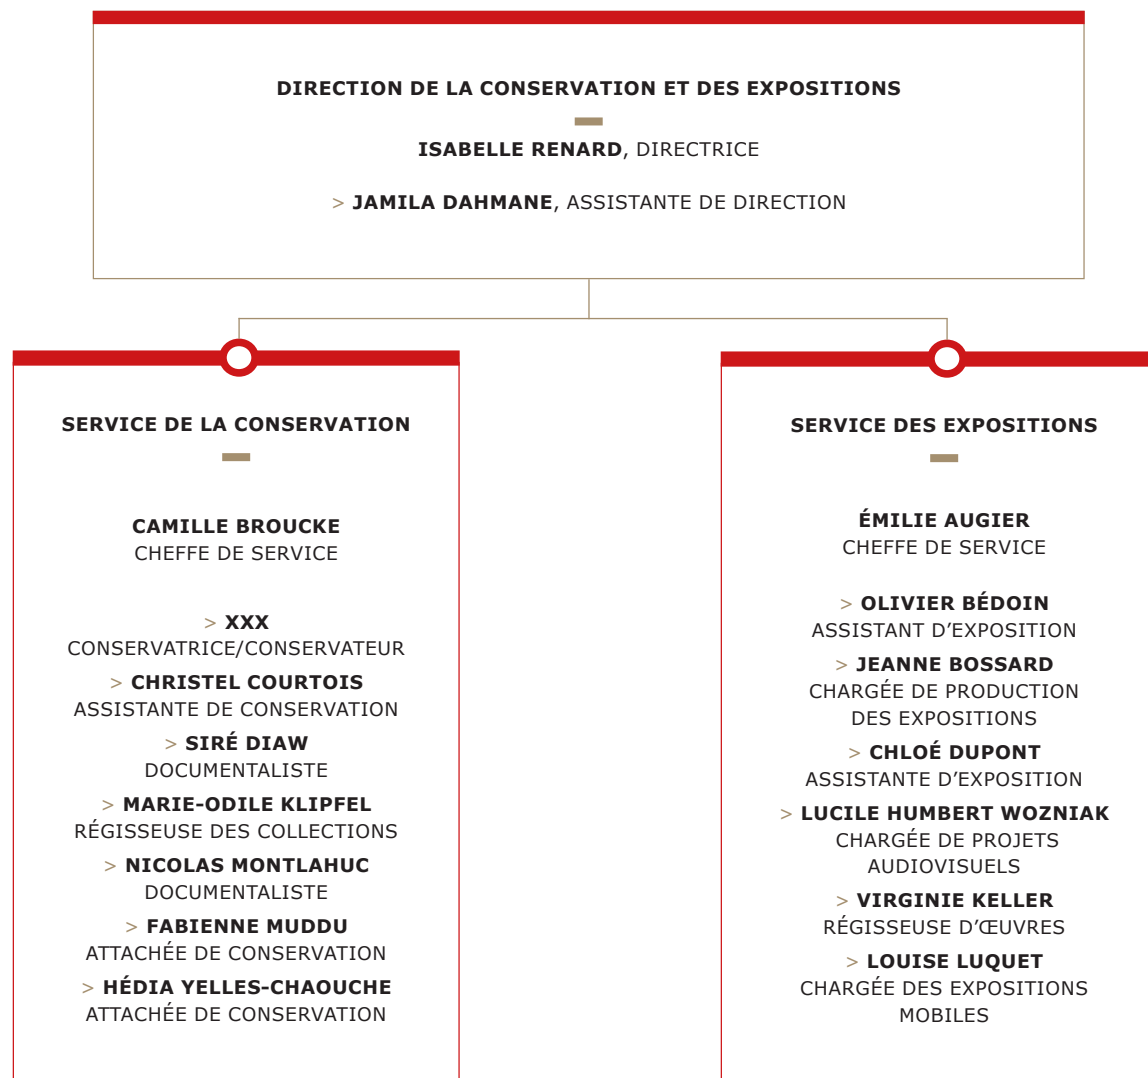 DIRECTION DE LA CONSERVATION ET DES EXPOSITIONS
ISABELLE RENARD, DIRECTRICE
> JAMILA DAHMANE, ASSISTANTE DE DIRECTION
SERVICE DE LA CONSERVATION
CAMILLE BROUCKE
CHEFFE DE SERVICE
> XXX
CONSERVATRICE/CONSERVATEUR
> CHRISTEL COURTOIS
ASSISTANTE DE CONSERVATION
> SIRÉ DIAW
DOCUMENTALISTE
> MARIE-ODILE KLIPFEL
RÉGISSEUSE DES COLLECTIONS
> NICOLAS MONTLAHUC
DOCUMENTALISTE
> FABIENNE MUDDU
ATTACHÉE DE CONSERVATION
> HÉDIA YELLES-CHAOUCHE
ATTACHÉE DE CONSERVATION
SERVICE DES EXPOSITIONS
ÉMILIE AUGIER
CHEFFE DE SERVICE
> OLIVIER BÉDOIN
ASSISTANT D’EXPOSITION
> JEANNE BOSSARD
CHARGÉE DE PRODUCTION
DES EXPOSITIONS
> CHLOÉ DUPONT
ASSISTANTE D’EXPOSITION
> LUCILE HUMBERT WOZNIAK
CHARGÉE DE PROJETS
AUDIOVISUELS
> VIRGINIE KELLER
RÉGISSEUSE D’ŒUVRES
> LOUISE LUQUET
CHARGÉE DES EXPOSITIONS
MOBILES